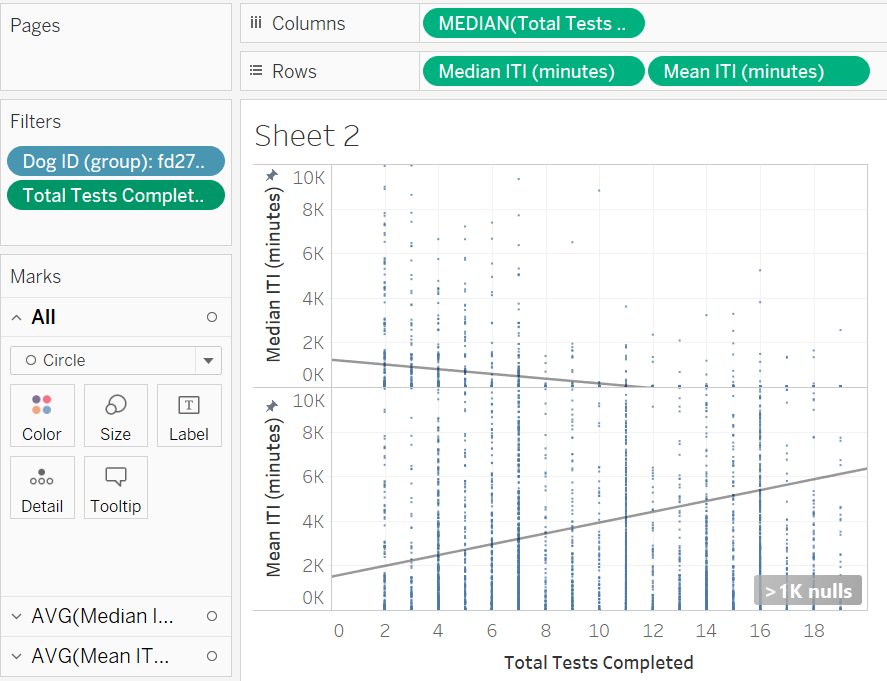 Pages
Columns
MEDIAN(Total Tests ..
Rows
Median ITI (minutes)
Mean ITI (minutes)
Filters
Dog ID (group): fd27..
Total Tests Complet..
Marks
All
Circle
Color
Size
Label
Detail
Tooltip
AVG(Median I...
AVG(Mean IT...
Sheet 2
Median ITI (minutes)
10K
8K
6K
4K
2K
0K
Mean ITI (minutes)
10K
8K
6K
4K
2K
0K
>1K nulls
0 2 4 6 8 10 12 14 16 18
Total Tests Completed